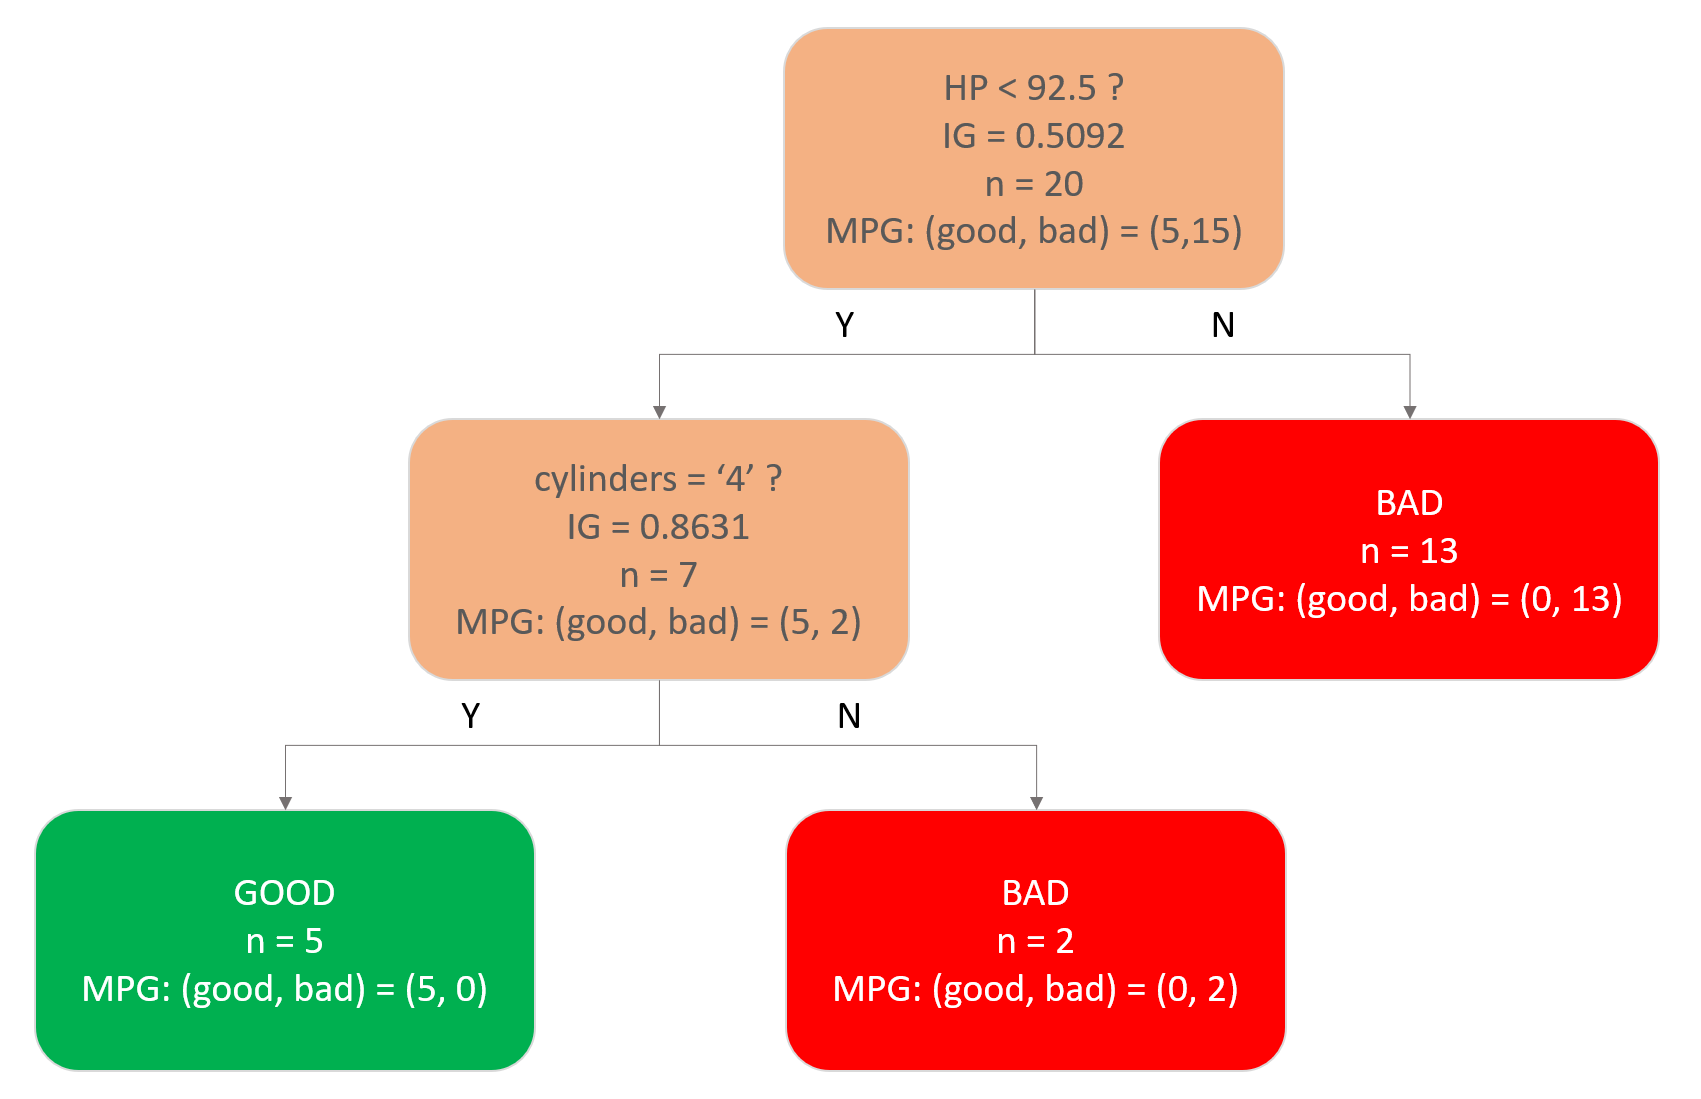 HP < 92.5 ?
IG = 0.5092
n = 20
MPG: (good, bad) = (5,15)
Y
N
cylinders = ‘4’ ?
IG = 0.8631
n = 7
MPG: (good, bad) = (5, 2)
BAD
n = 13
MPG: (good, bad) = (0, 13)
Y
N
GOOD
n = 5
MPG: (good, bad) = (5, 0)
BAD
n = 2
MPG: (good, bad) = (0, 2)